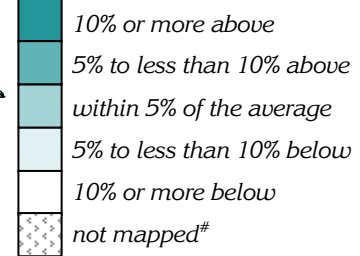 10% or more above
5% to less than 10% above
within 5% of the average
5% to less than 10% below
10% or more below
not mapped#